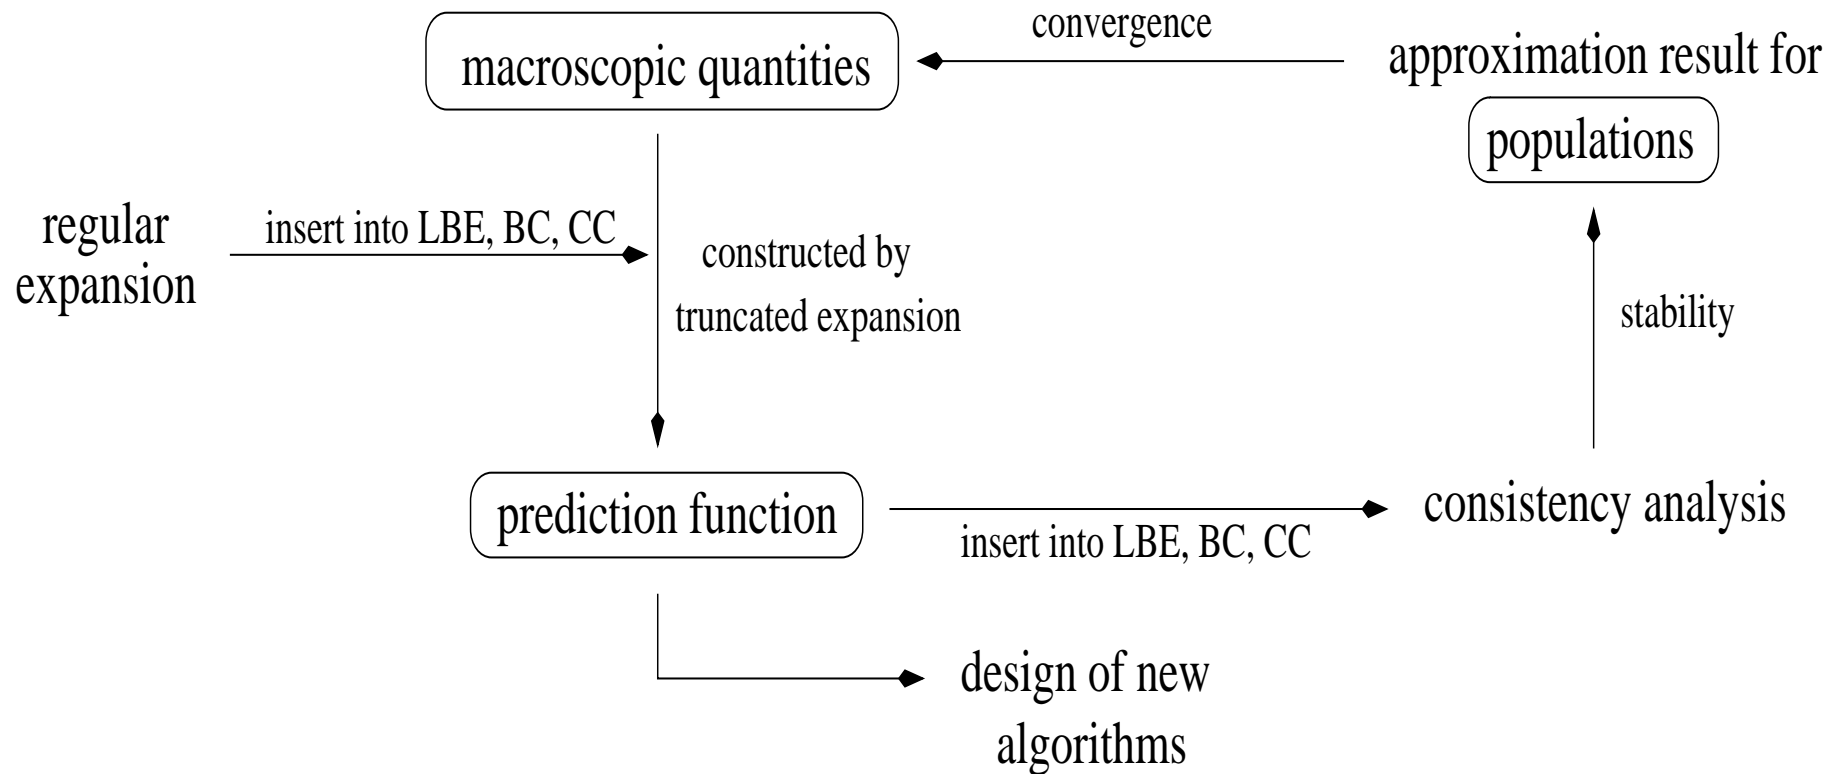 convergence
macroscopic quantities
approximation result for
populations
regular
expansion
insert into LBE, BC, CC
constructed by
truncated expansion
stability
prediction function
insert into LBE, BC, CC
consistency analysis
design of new
algorithms